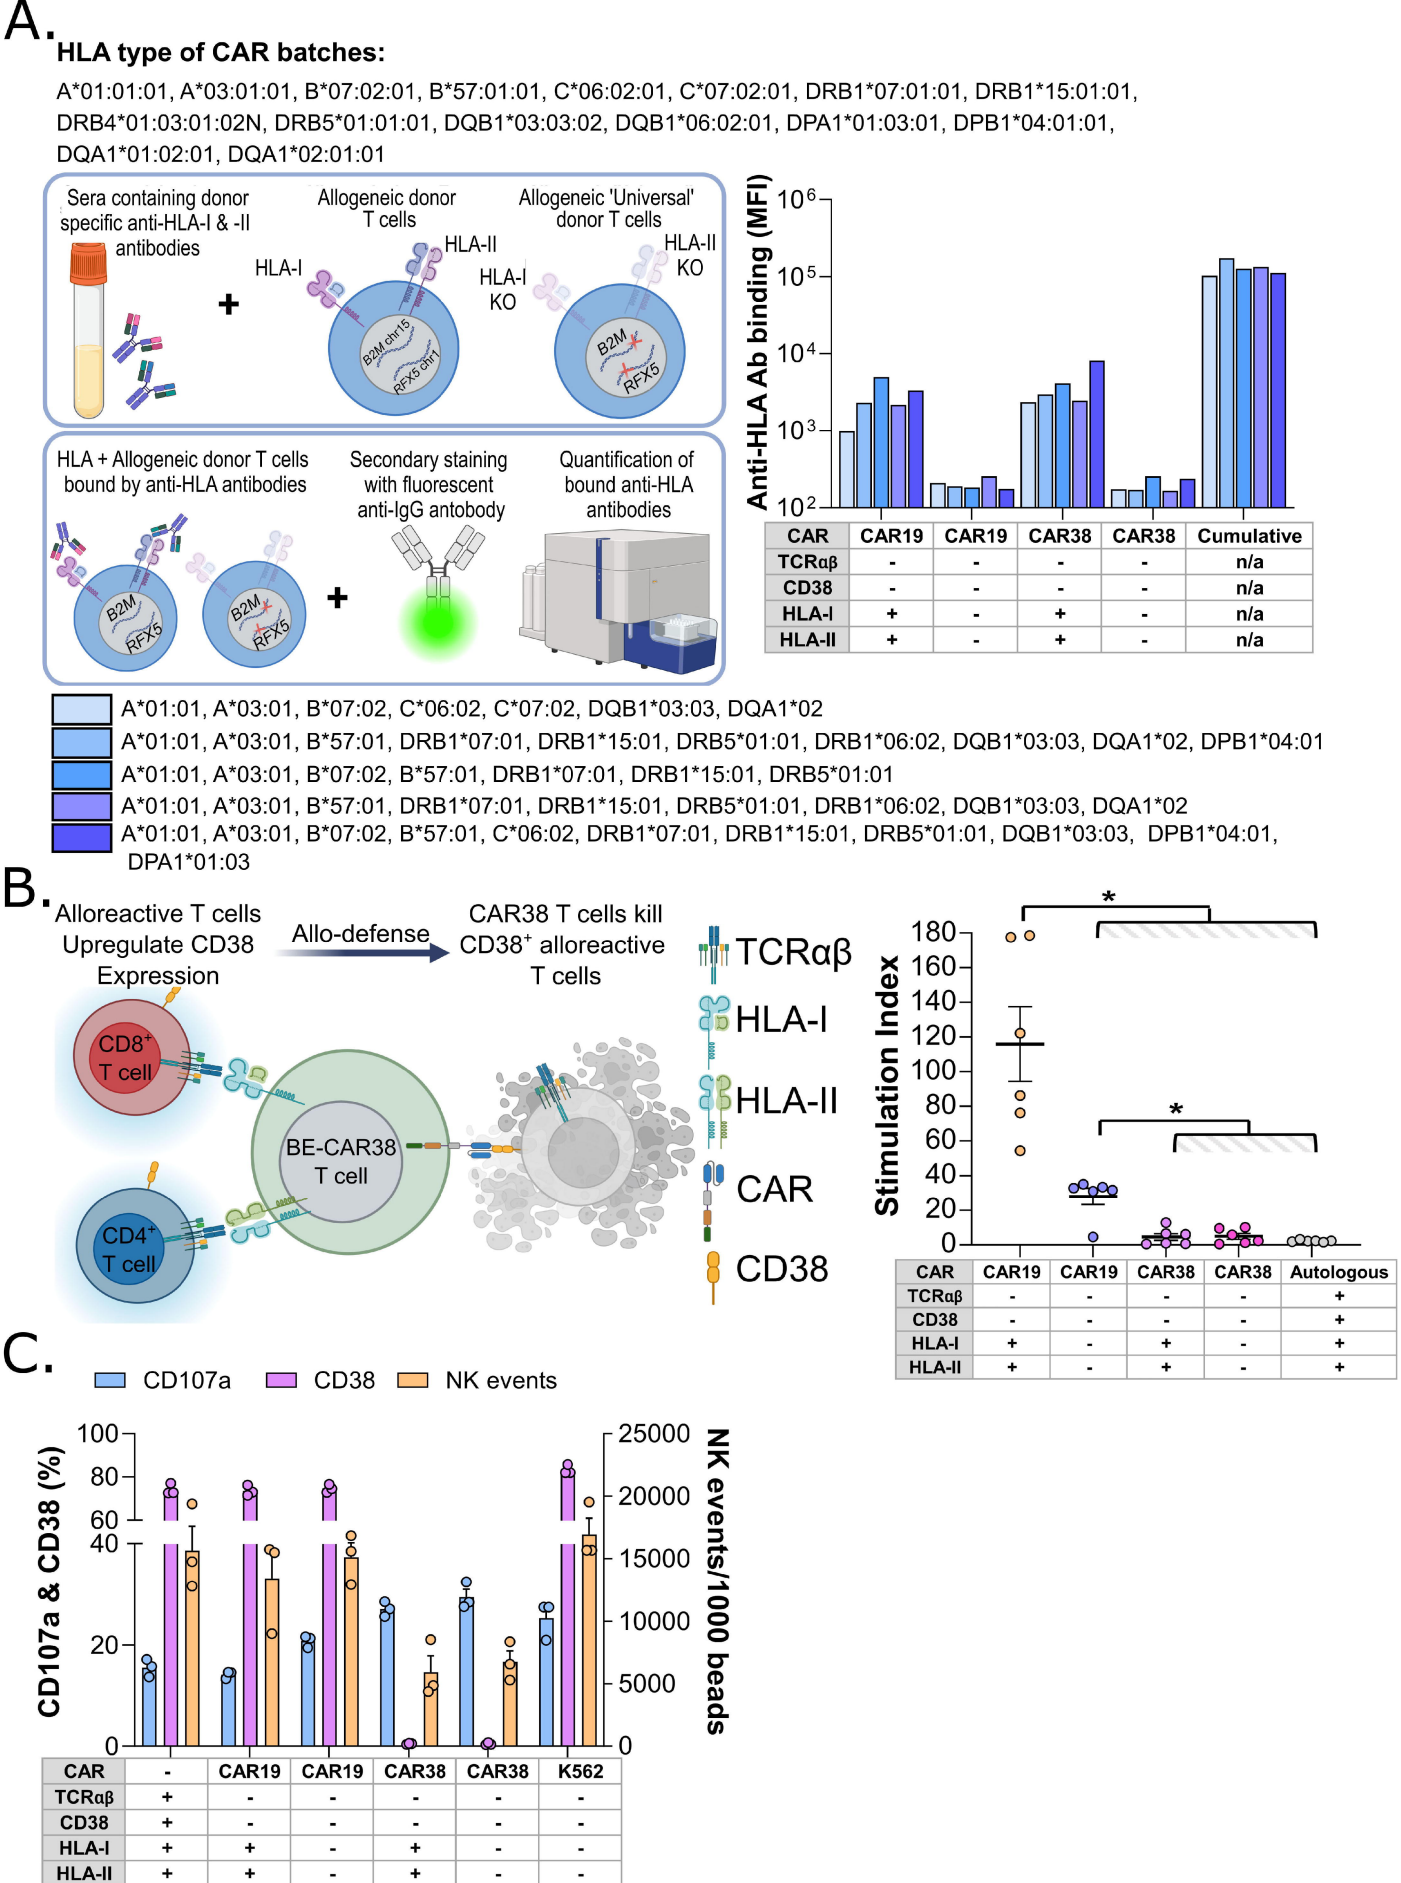 A.
HLA type of CAR batches:
A*01:01:01, A*03:01:01, B*07:02:01, B*57:01:01, C*06:02:01, C*07:02:01, DRB1*07:01:01, DRB1*15:01:01,
DRB4*01:03:01:02N, DRB5*01:01:01, DQB1*03:03:02, DQB1*06:02:01, DPA1*01:03:01, DPB1*04:01:01,
DQA1*01:02:01, DQA1*02:01:01
Sera containing donor
specific anti-HLA-I & -II
antibodies
+
Allogeneic donor
T cells
HLA-I
HLA-II
B2M chr15
RFX5 chr1
Allogeneic 'Universal'
donor T cells
HLA-I
KO
HLA-II
KO
B2M
RFX5
HLA + Allogeneic donor T cells
bound by anti-HLA antibodies
B2M
RFX5
B2M
RFX5
+
Secondary staining
with fluorescent
anti-IgG antobody
Quantification of
bound anti-HLA
antibodies
Anti-HLA Ab binding (MFI)
10⁶
10⁵
10⁴
10³
10²
CAR CAR19 CAR19 CAR38 CAR38 Cumulative
TCRαβ - - - - n/a
CD38 - - - - n/a
HLA-I + - + - n/a
HLA-II + - + - n/a
A*01:01, A*03:01, B*07:02, C*06:02, C*07:02, DQB1*03:03, DQA1*02
A*01:01, A*03:01, B*57:01, DRB1*07:01, DRB1*15:01, DRB5*01:01, DRB1*06:02, DQB1*03:03, DQA1*02, DPB1*04:01
A*01:01, A*03:01, B*07:02, B*57:01, DRB1*07:01, DRB1*15:01, DRB5*01:01
A*01:01, A*03:01, B*57:01, DRB1*07:01, DRB1*15:01, DRB5*01:01, DRB1*06:02, DQB1*03:03, DQA1*02
A*01:01, A*03:01, B*07:02, B*57:01, C*06:02, DRB1*07:01, DRB1*15:01, DRB5*01:01, DQB1*03:03, DPB1*04:01,
DPA1*01:03
B.
Alloreactive T cells
Upregulate CD38
Expression
Allo-defense
CAR38 T cells kill
CD38⁺ alloreactive
T cells
CD8⁺
T cell
CD4⁺
T cell
BE-CAR38
T cell
TCRαβ
HLA-I
HLA-II
CAR
CD38
Stimulation Index
180
160
140
120
100
80
60
40
20
0
*
*
CAR CAR19 CAR19 CAR38 CAR38 Autologous
TCRαβ - - - - +
CD38 - - - - +
HLA-I + - + - +
HLA-II + - + - +
C.
CD107a CD38 NK events
CD107a & CD38 (%)
100
80
60
40
20
0
25000
20000
15000
10000
5000
0
NK events/1000 beads
CAR - CAR19 CAR19 CAR38 CAR38 K562
TCRαβ + - - - - -
CD38 + - - - - -
HLA-I + + - + - -
HLA-II + + - + - -